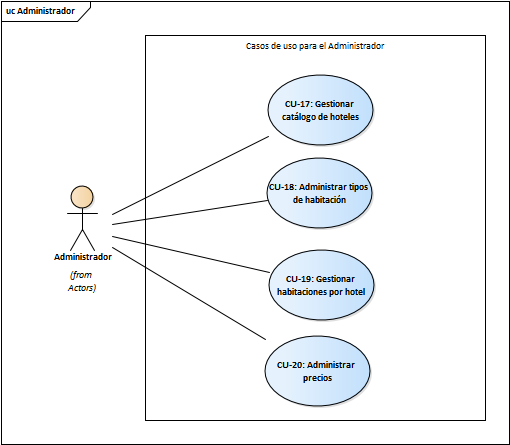 uc Administrador
Casos de uso para el Administrador
CU-17: Gestionar
catálogo de hoteles
CU-18: Administrar tipos
de habitación
Administrador
(from
Actors)
CU-19: Gestionar
habitaciones por hotel
CU-20: Administrar
precios